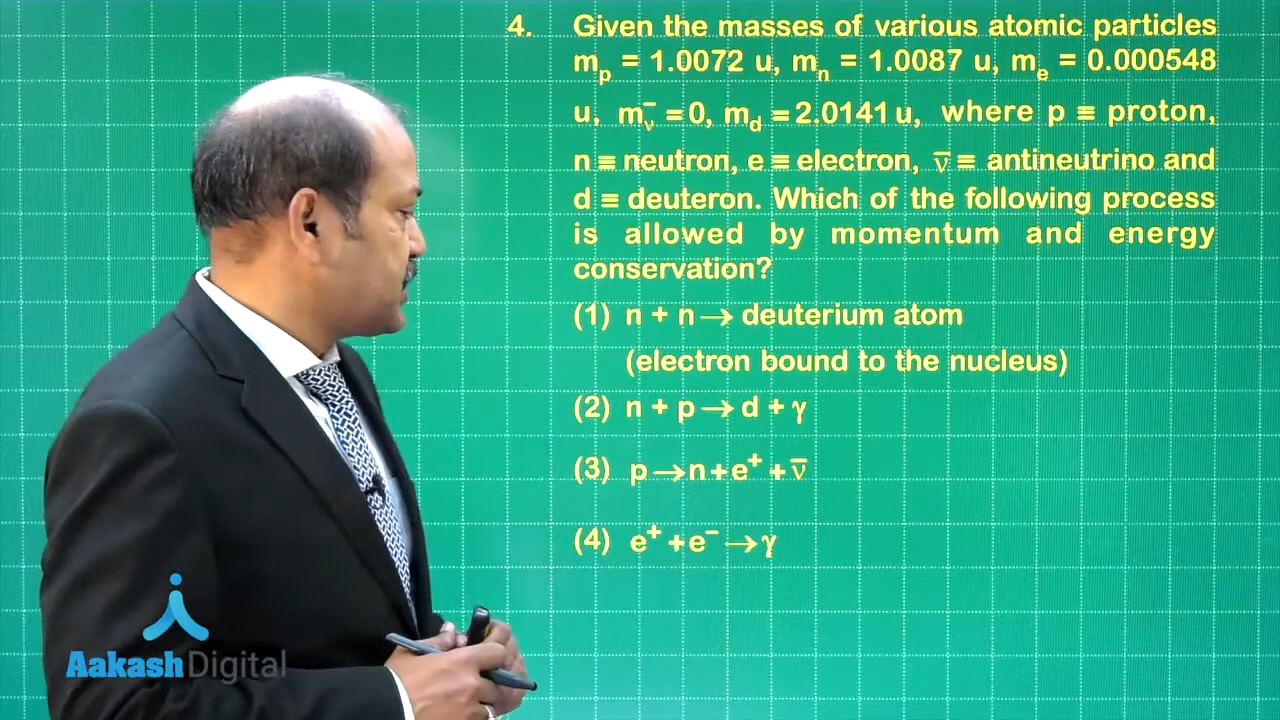 4. Given the masses of various atomic particles
mₚ = 1.0072 u, mₙ = 1.0087 u, mₑ = 0.000548
u, m_ν̄ = 0, m_d = 2.0141 u, where p ≡ proton,
n ≡ neutron, e ≡ electron, ν̄ ≡ antineutrino and
d ≡ deuteron. Which of the following process
is allowed by momentum and energy
conservation?
(1) n + n → deuterium atom
(electron bound to the nucleus)
(2) n + p → d + γ
(3) p → n + e⁺ + ν̄
(4) e⁺ + e⁻ → γ
Aakash Digital